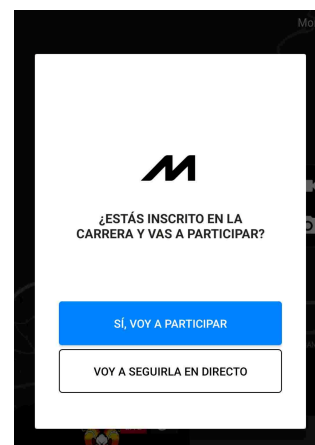 ¿ESTÁS INSCRITO EN LA
CARRERA Y VAS A PARTICIPAR?
SÍ, VOY A PARTICIPAR
VOY A SEGUIRLA EN DIRECTO